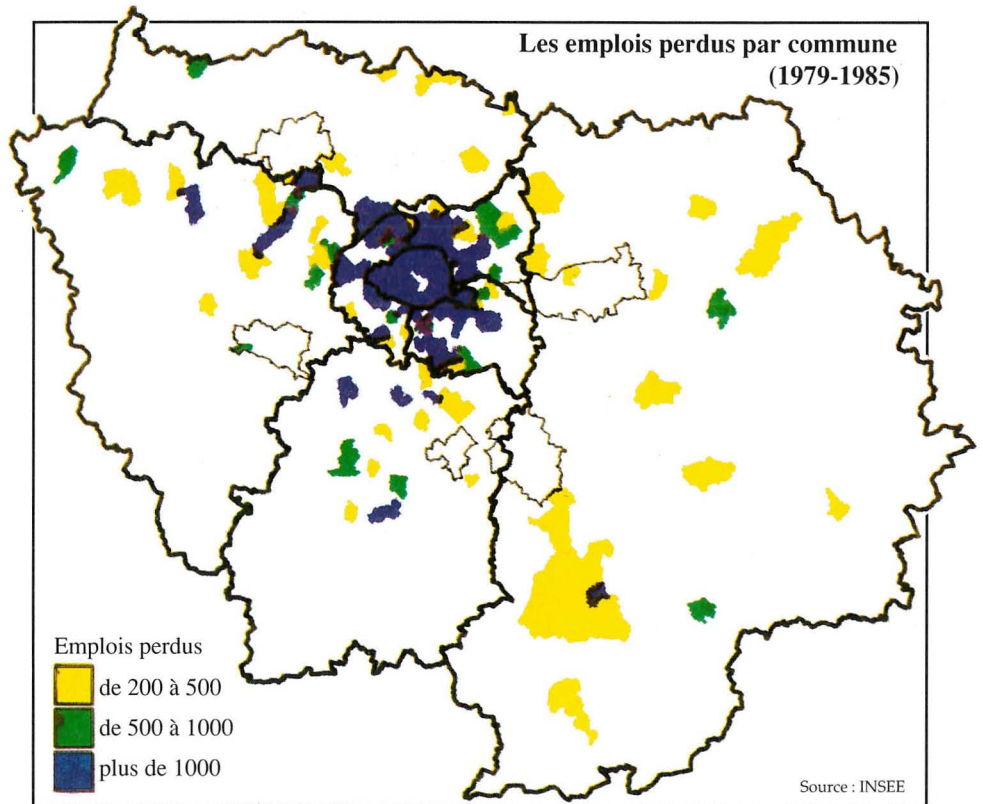 Les emplois perdus par commune
(1979-1985)
Emplois perdus
de 200 à 500
de 500 à 1000
plus de 1000
Source : INSEE